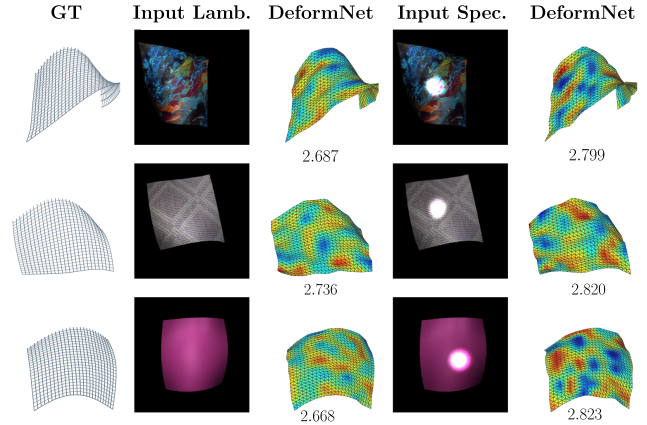 GT Input Lamb. DeformNet Input Spec. DeformNet
2.687 2.799
2.736 2.820
2.668 2.823